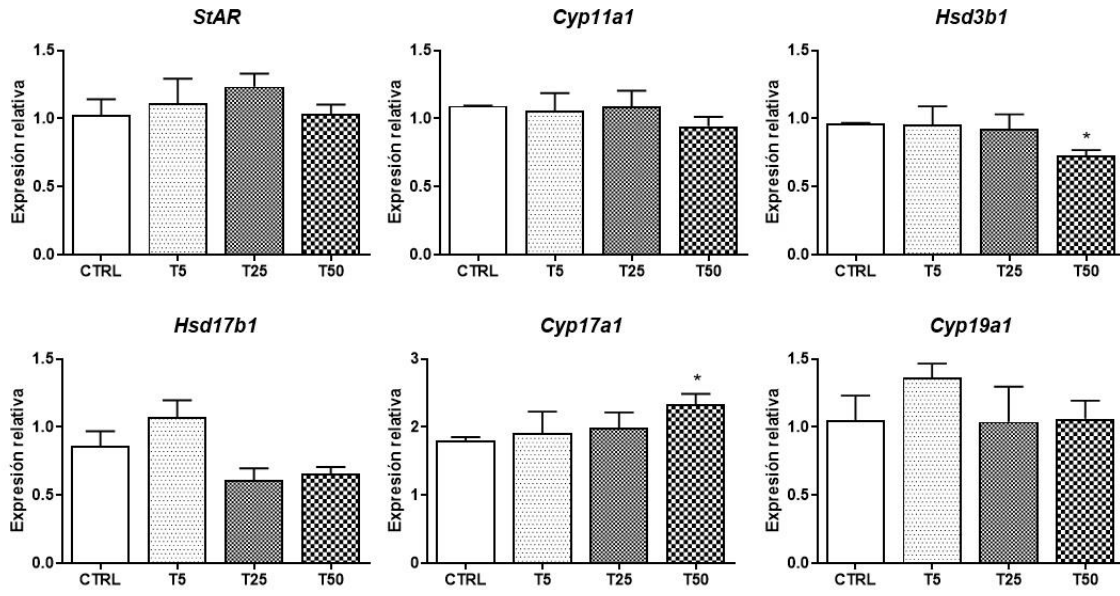 StAR
Expresión relativa
1.5
1.0
0.5
0.0
CTRL T5 T25 T50
Cyp11a1
Expresión relativa
1.5
1.0
0.5
0.0
CTRL T5 T25 T50
Hsd3b1
Expresión relativa
1.5
1.0
0.5
0.0
*
CTRL T5 T25 T50
Hsd17b1
Expresión relativa
1.5
1.0
0.5
0.0
CTRL T5 T25 T50
Cyp17a1
Expresión relativa
3
2
1
0
*
CTRL T5 T25 T50
Cyp19a1
Expresión relativa
1.5
1.0
0.5
0.0
CTRL T5 T25 T50